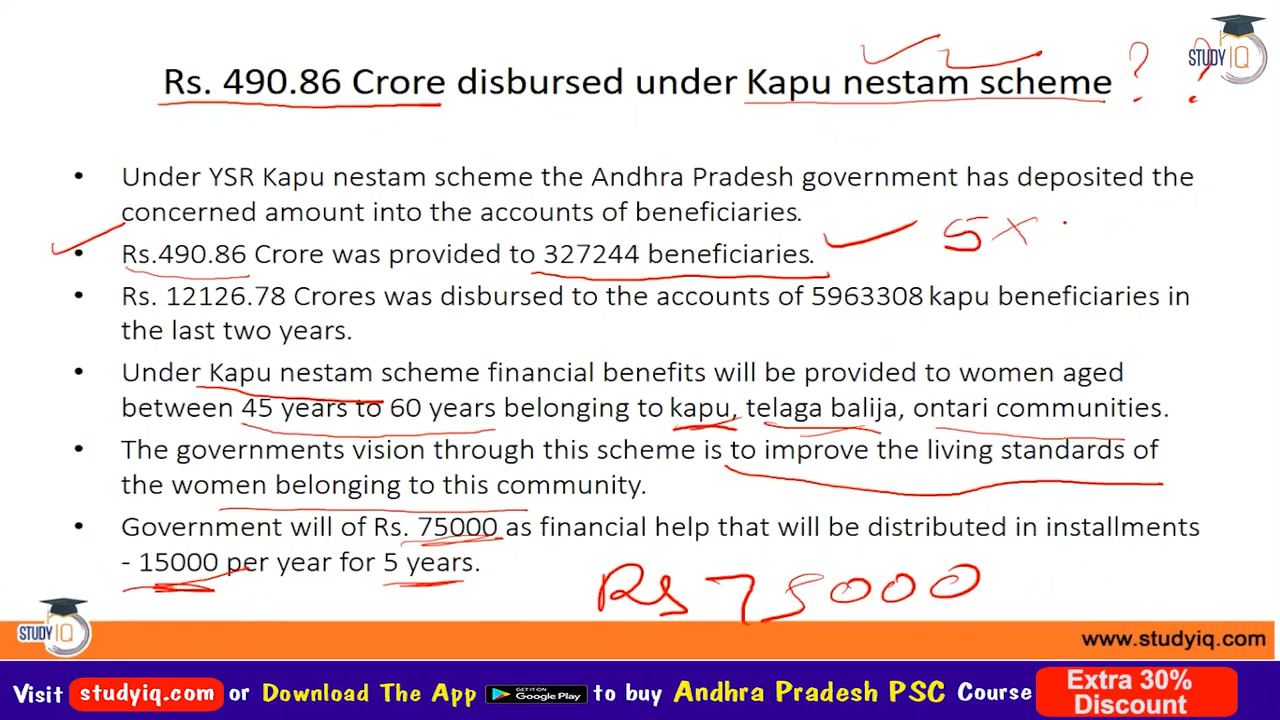 Rs. 490.86 Crore disbursed under Kapu nestam scheme ? ?
STUDY IQ
• Under YSR Kapu nestam scheme the Andhra Pradesh government has deposited the
concerned amount into the accounts of beneficiaries.
• Rs.490.86 Crore was provided to 327244 beneficiaries. 5 x
• Rs. 12126.78 Crores was disbursed to the accounts of 5963308 kapu beneficiaries in
the last two years.
• Under Kapu nestam scheme financial benefits will be provided to women aged
between 45 years to 60 years belonging to kapu, telaga balija, ontari communities.
• The governments vision through this scheme is to improve the living standards of
the women belonging to this community.
• Government will of Rs. 75000 as financial help that will be distributed in installments
- 15000 per year for 5 years.
Rs 75000
STUDY IQ
www.studyiq.com
Visit studyiq.com or Download The App GET IT ON Google Play to buy Andhra Pradesh PSC Course Extra 30%
Discount